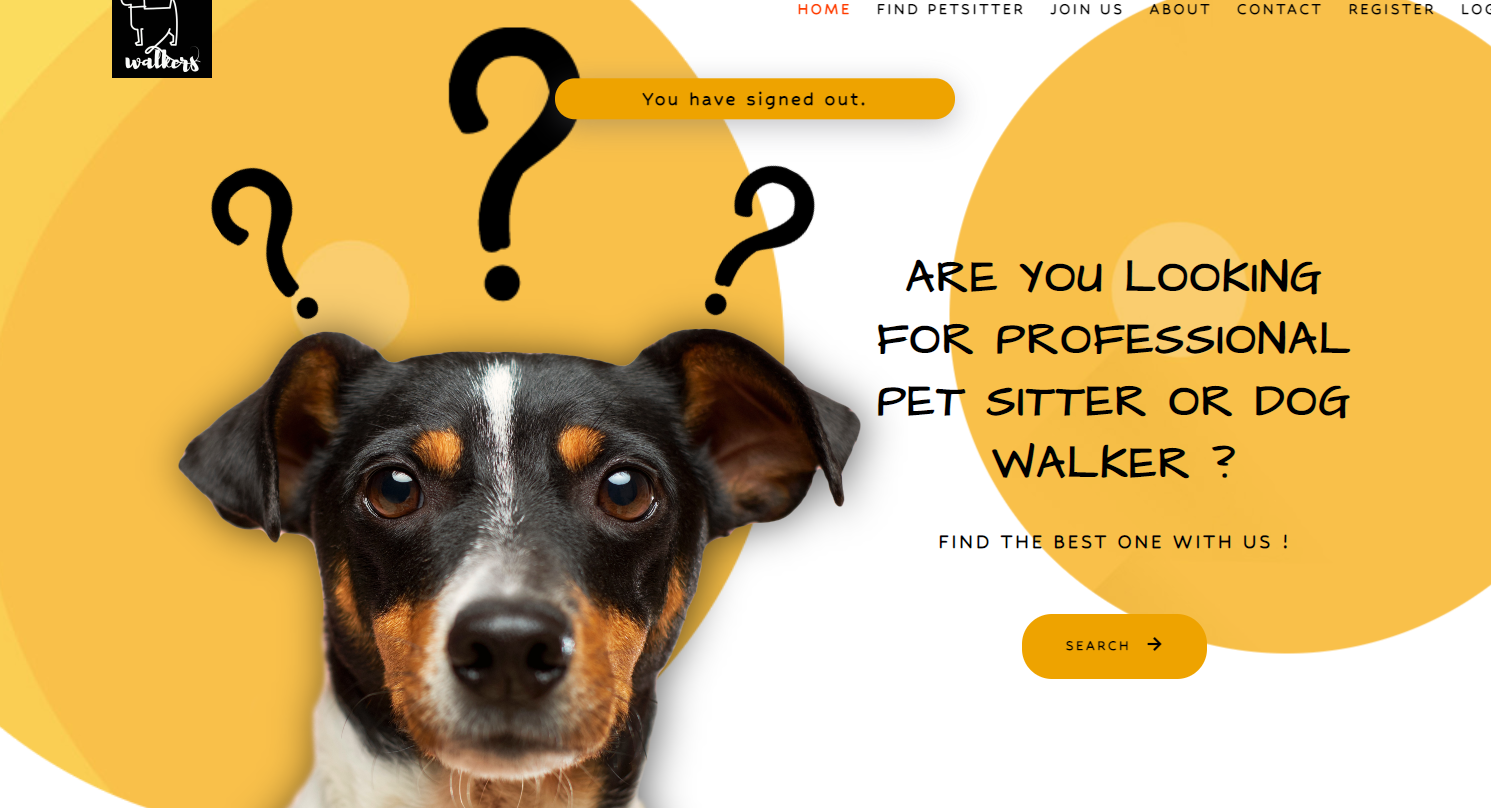 HOME FIND PETSITTER JOIN US ABOUT CONTACT REGISTER
walkers
You have signed out.
ARE YOU LOOKING
FOR PROFESSIONAL
PET SITTER OR DOG
WALKER ?
FIND THE BEST ONE WITH US !
SEARCH →
? ? ?